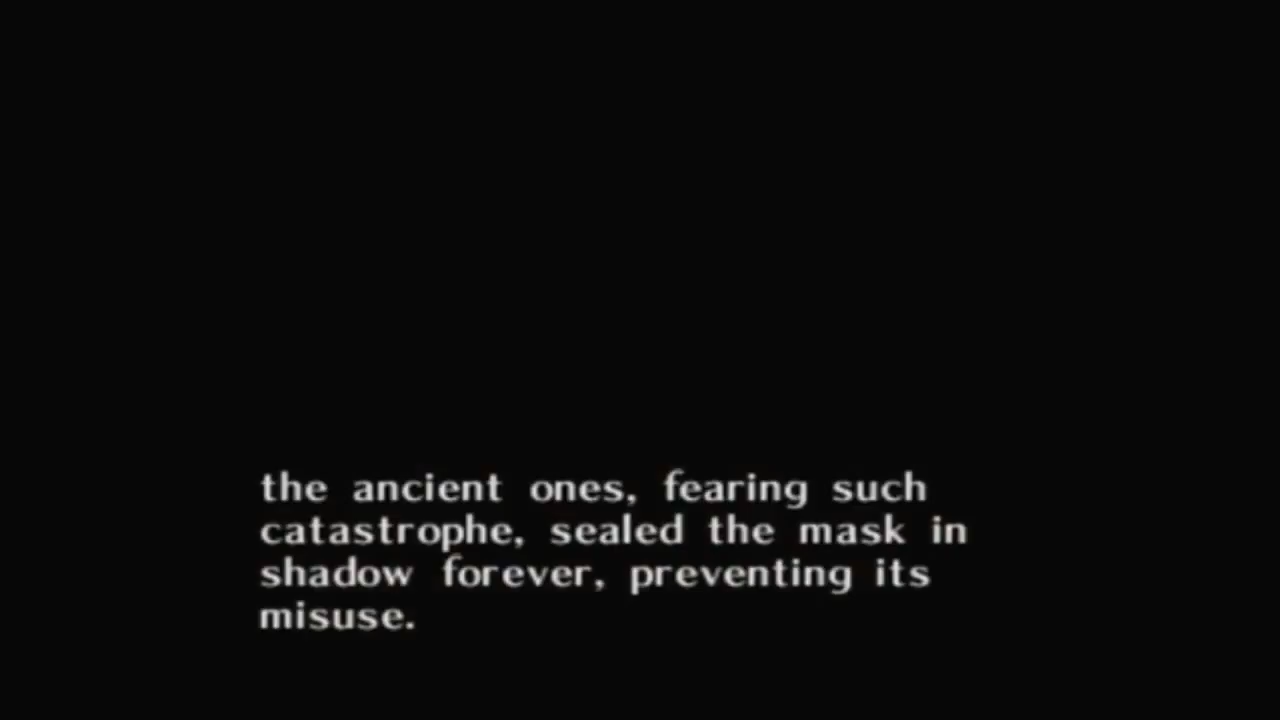 the ancient ones, fearing such
catastrophe, sealed the mask in
shadow forever, preventing its
misuse.